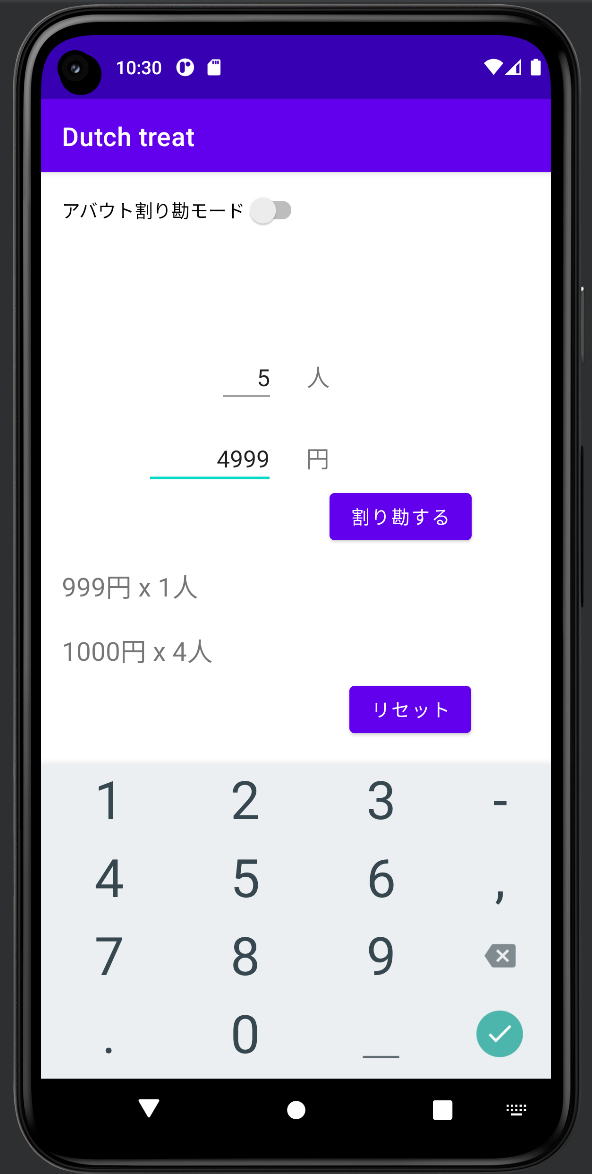 10:30
Dutch treat
アバウト割り勘モード
5 人
4999 円
割り勘する
999円 x 1人
1000円 x 4人
リセット
1 2 3 -
4 5 6 ,
7 8 9
. 0 _